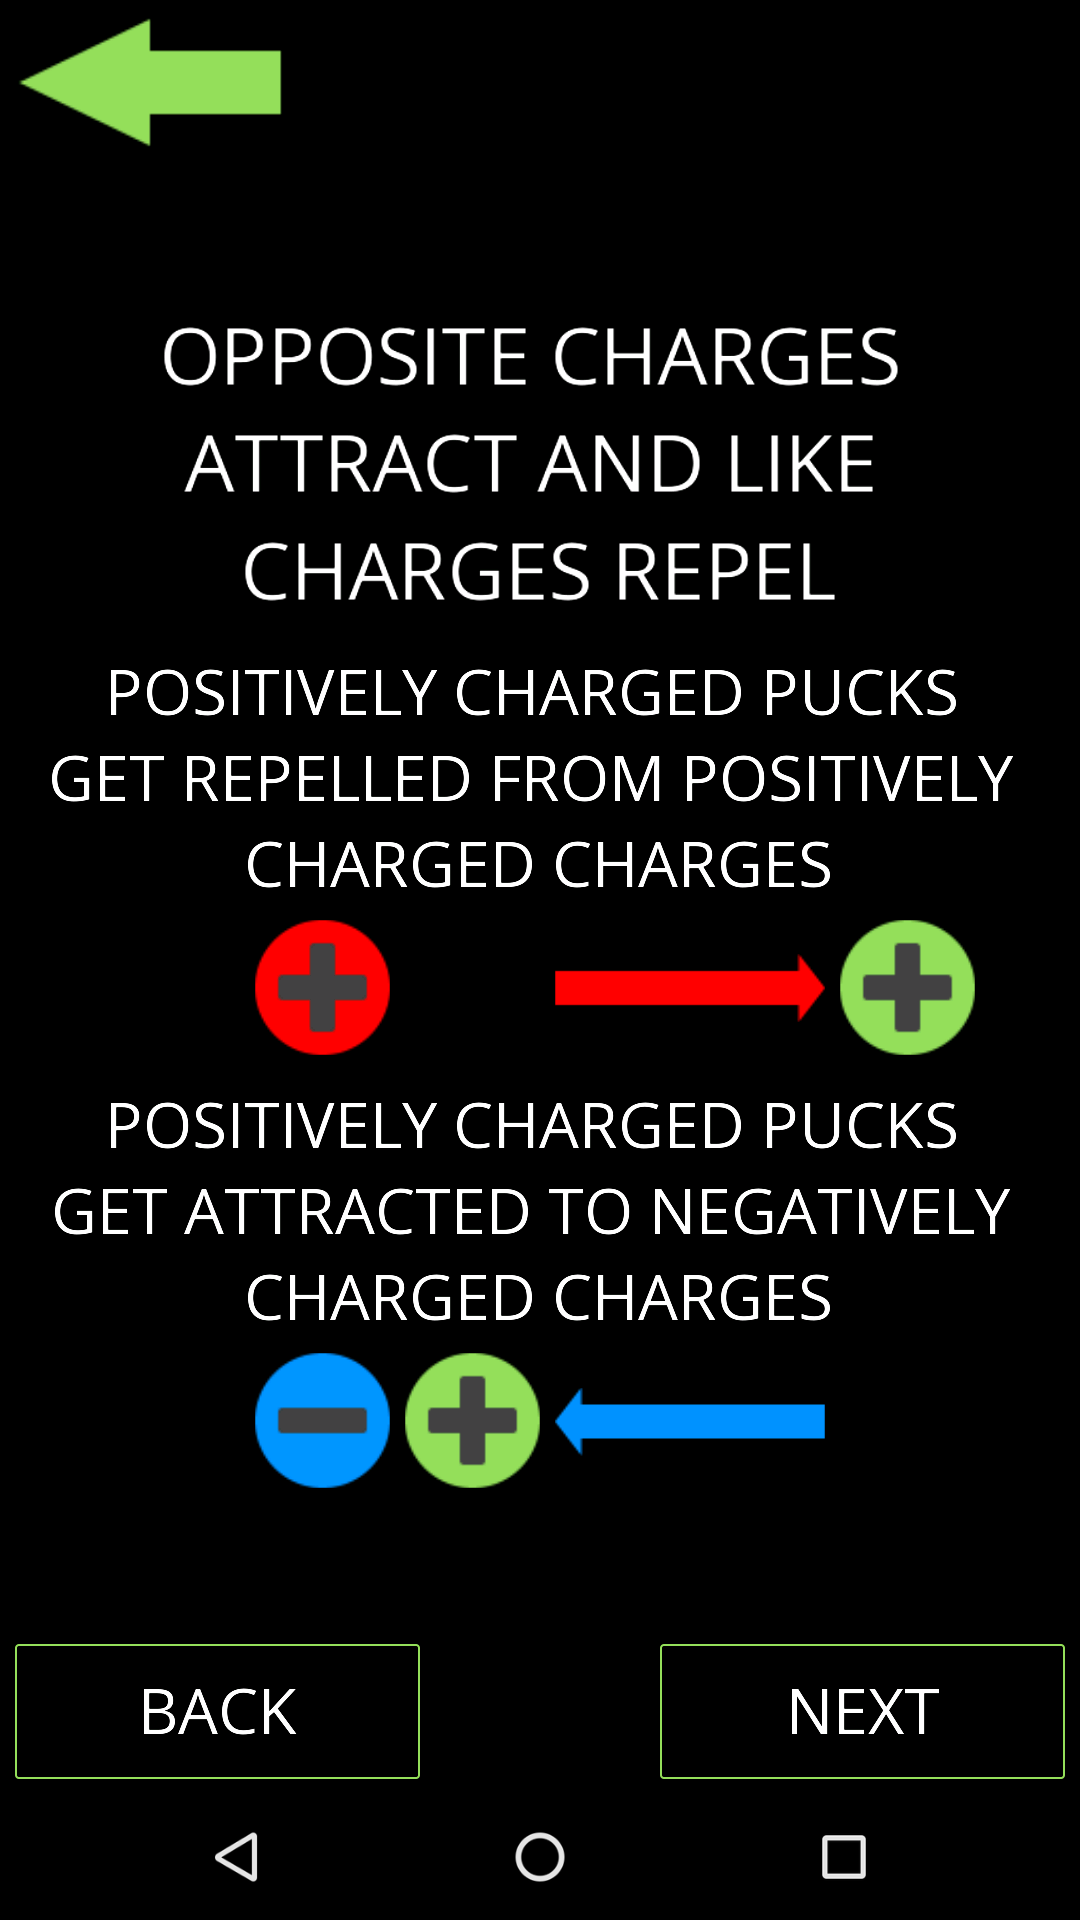 OPPOSITE CHARGES
ATTRACT AND LIKE
CHARGES REPEL
POSITIVELY CHARGED PUCKS
GET REPELLED FROM POSITIVELY
CHARGED CHARGES
POSITIVELY CHARGED PUCKS
GET ATTRACTED TO NEGATIVELY
CHARGED CHARGES
BACK
NEXT